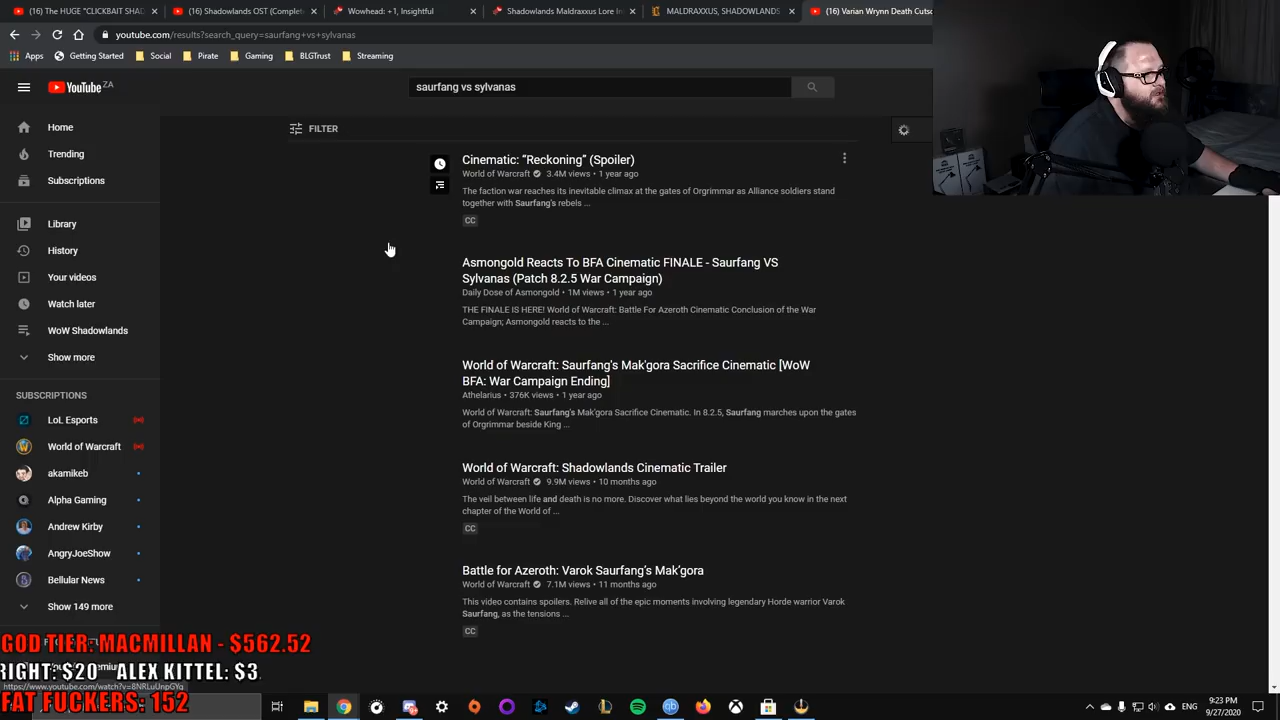 (16) The HUGE "CLICKBAIT SHAD
(16) Shadowlands OST (Complet
Wowhead: +1, Insightful
Shadowlands Maldraxxus Lore In
MALDRAXXUS, SHADOWLANDS
(16) Varian Wrynn Death Cutsc
youtube.com/results?search_query=saurfang+vs+sylvanas
Apps
Getting Started
Social
Pirate
Gaming
BLGTrust
Streaming
YouTube ZA
saurfang vs sylvanas
Home
Trending
Subscriptions
Library
History
Your videos
Watch later
WoW Shadowlands
Show more
SUBSCRIPTIONS
LoL Esports
World of Warcraft
akamikeb
Alpha Gaming
Andrew Kirby
AngryJoeShow
Bellular News
Show 149 more
FILTER
Cinematic: “Reckoning” (Spoiler)
World of Warcraft 3.4M views • 1 year ago
The faction war reaches its inevitable climax at the gates of Orgrimmar as Alliance soldiers stand
together with Saurfang's rebels ...
CC
Asmongold Reacts To BFA Cinematic FINALE - Saurfang VS
Sylvanas (Patch 8.2.5 War Campaign)
Daily Dose of Asmongold • 1M views • 1 year ago
THE FINALE IS HERE! World of Warcraft: Battle For Azeroth Cinematic Conclusion of the War
Campaign; Asmongold reacts to the ...
World of Warcraft: Saurfang's Mak'gora Sacrifice Cinematic [WoW
BFA: War Campaign Ending]
Athelarius • 376K views • 1 year ago
World of Warcraft: Saurfang's Mak'gora Sacrifice Cinematic. In 8.2.5, Saurfang marches upon the gates
of Orgrimmar beside King ...
World of Warcraft: Shadowlands Cinematic Trailer
World of Warcraft 9.9M views • 10 months ago
The veil between life and death is no more. Discover what lies beyond the world you know in the next
chapter of the World of ...
CC
Battle for Azeroth: Varok Saurfang’s Mak’gora
World of Warcraft 7.1M views • 11 months ago
This video contains spoilers. Relive all of the epic moments involving legendary Horde warrior Varok
Saurfang, as the tensions ...
CC
GOD TIER: MACMILLAN - $562.52
RIGHT: $20 ALEX KITTEL: $3
https://www.youtube.com/watch?v=8NRLuUnpGYg
FAT FUCKERS: 152
ENG
9:23 PM
9/27/2020